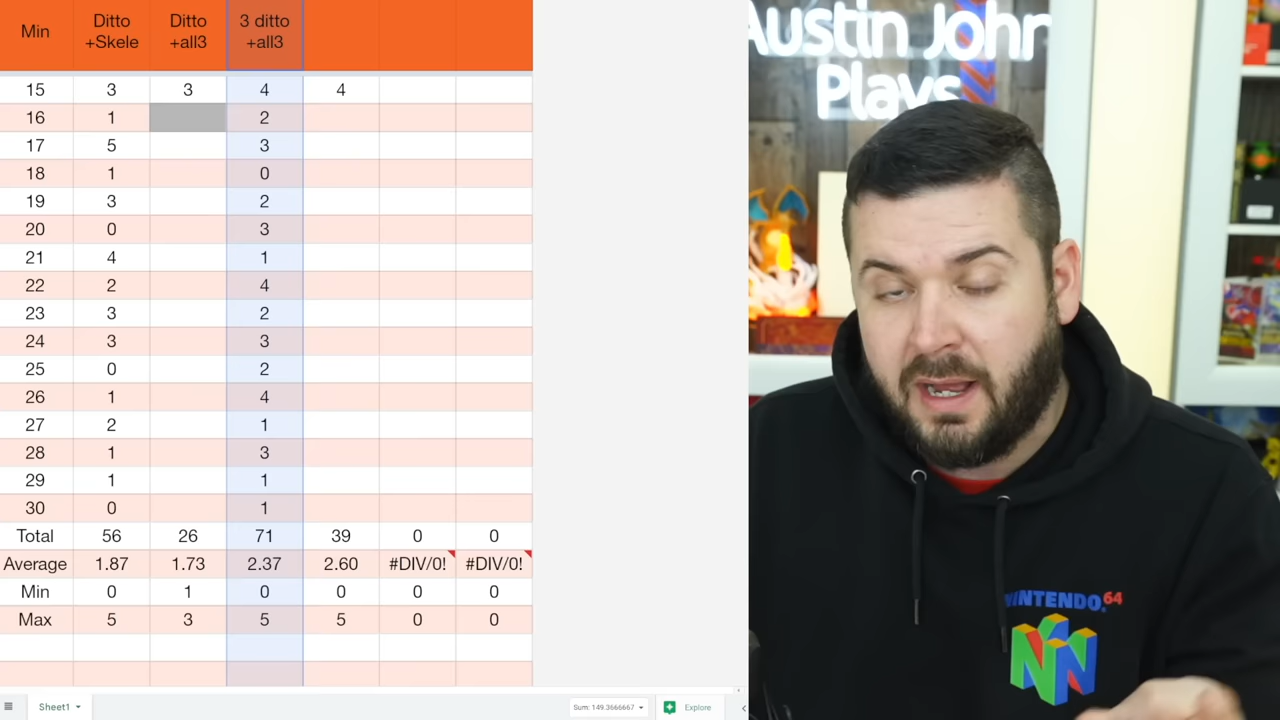 Min Ditto +Skele Ditto +all3 3 ditto +all3
15 3 3 4 4
16 1 2
17 5 3
18 1 0
19 3 2
20 0 3
21 4 1
22 2 4
23 3 2
24 3 3
25 0 2
26 1 4
27 2 1
28 1 3
29 1 1
30 0 1
Total 56 26 71 39 0 0
Average 1.87 1.73 2.37 2.60 #DIV/0! #DIV/0!
Min 0 1 0 0 0 0
Max 5 3 5 5 0 0
Sheet1
Sum: 149.3666667
Explore
Austin John
Plays
NINTENDO.64